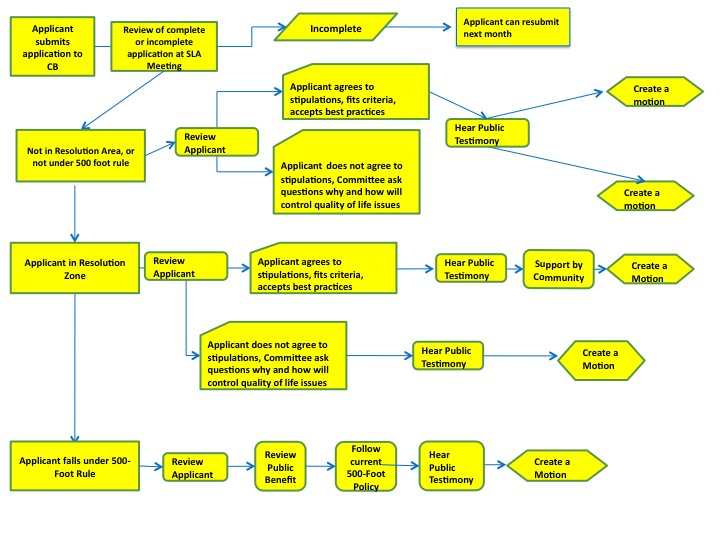 Applicant
submits
application to
CB
Review of complete
or incomplete
application at SLA
Meeting
Incomplete
Applicant can resubmit
next month
Not in Resolution Area, or
not under 500 foot rule
Review
Applicant
Applicant agrees to
stipulations, fits criteria,
accepts best practices
Applicant does not agree to
stipulations, Committee ask
questions why and how will
control quality of life issues
Hear Public
Testimony
Create a
motion
Create a
motion
Applicant in Resolution
Zone
Review
Applicant
Applicant agrees to
stipulations, fits criteria,
accepts best practices
Hear Public
Testimony
Support by
Community
Create a
Motion
Applicant does not agree to
stipulations, Committee ask
questions why and how will
control quality of life issues
Hear Public
Testimony
Create a
Motion
Applicant falls under 500-
Foot Rule
Review
Applicant
Review
Public
Benefit
Follow
current
500-Foot
Policy
Hear
Public
Testimony
Create a
Motion